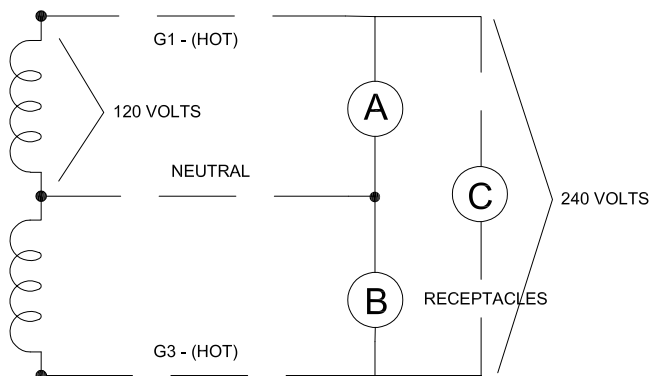 G1 - (HOT)
A
120 VOLTS
NEUTRAL
C
240 VOLTS
B
RECEPTACLES
G3 - (HOT)